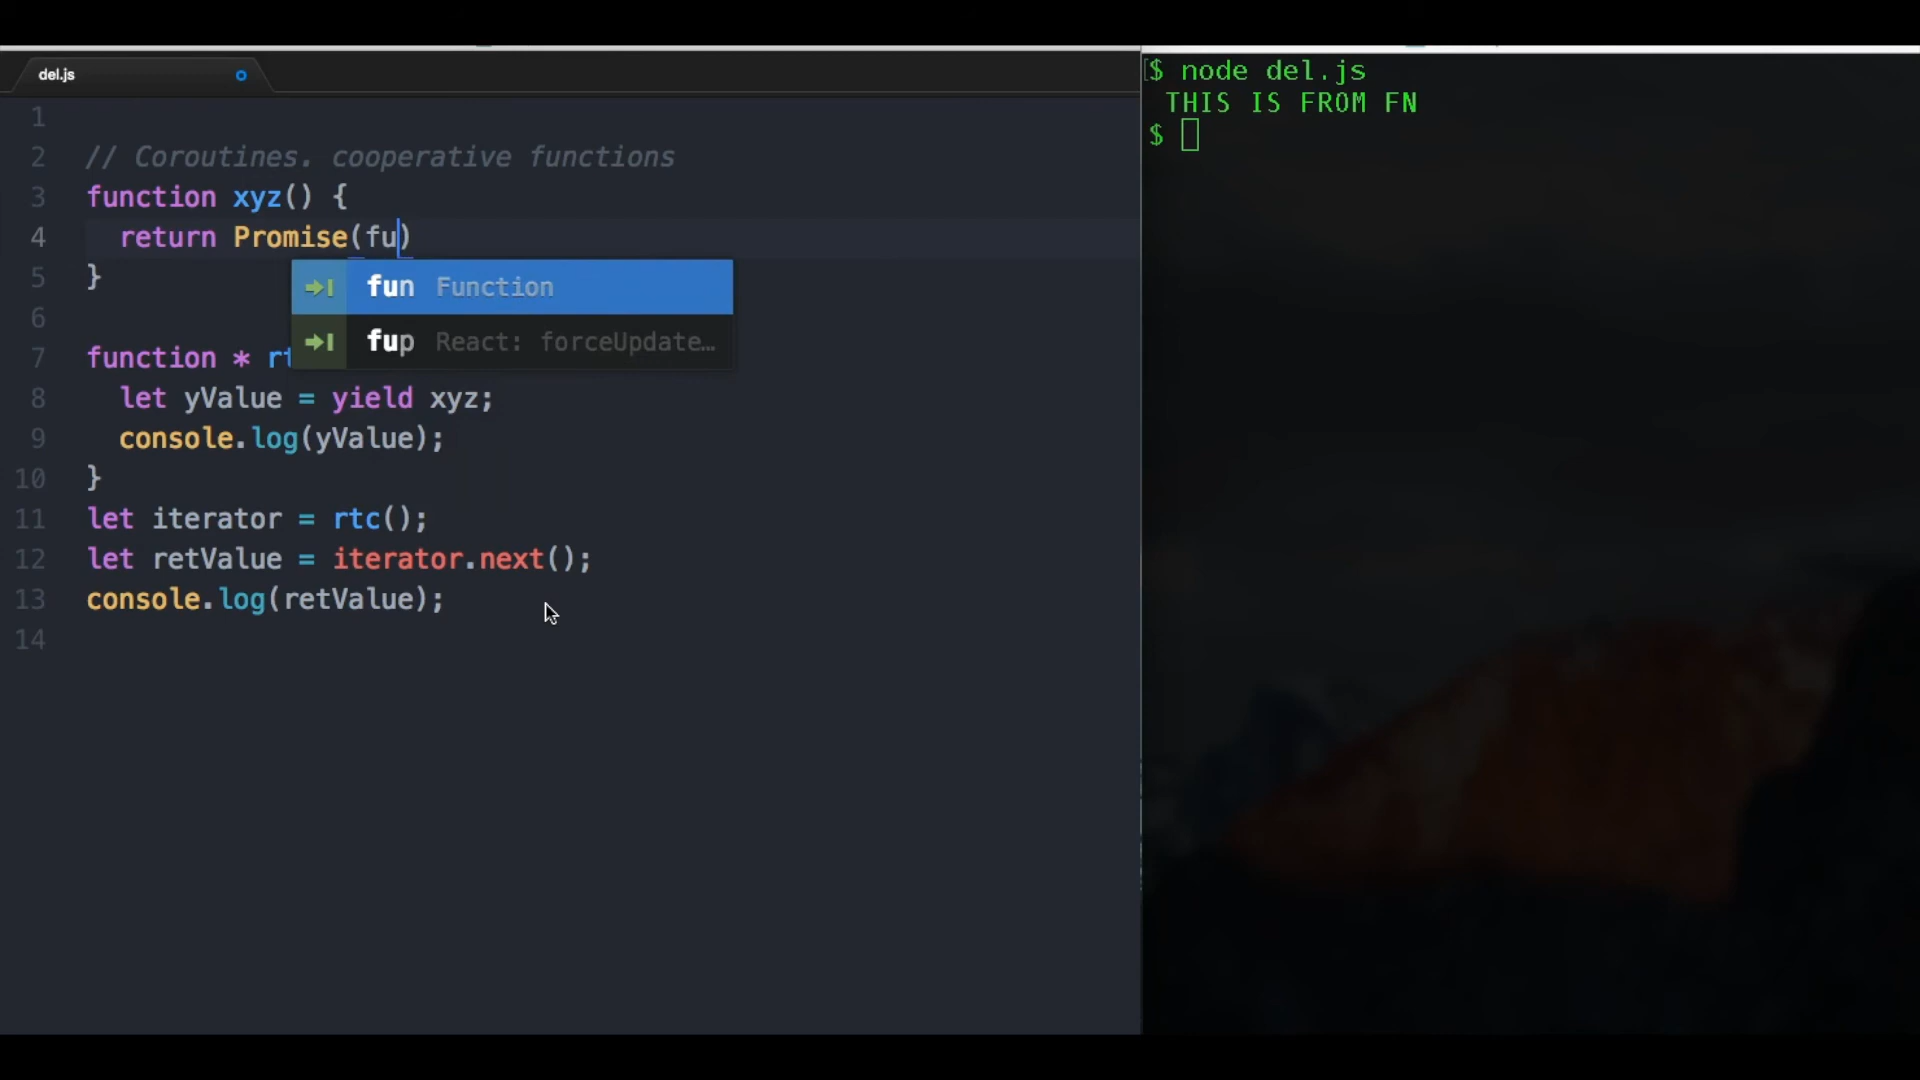 del.js
1
2 // Coroutines. cooperative functions
3 function xyz() {
4 return Promise(fu)
5 }
fun Function
6
fup React: forceUpdate…
7 function * rt
8 let yValue = yield xyz;
9 console.log(yValue);
10 }
11 let iterator = rtc();
12 let retValue = iterator.next();
13 console.log(retValue);
14
[$ node del.js
THIS IS FROM FN
$